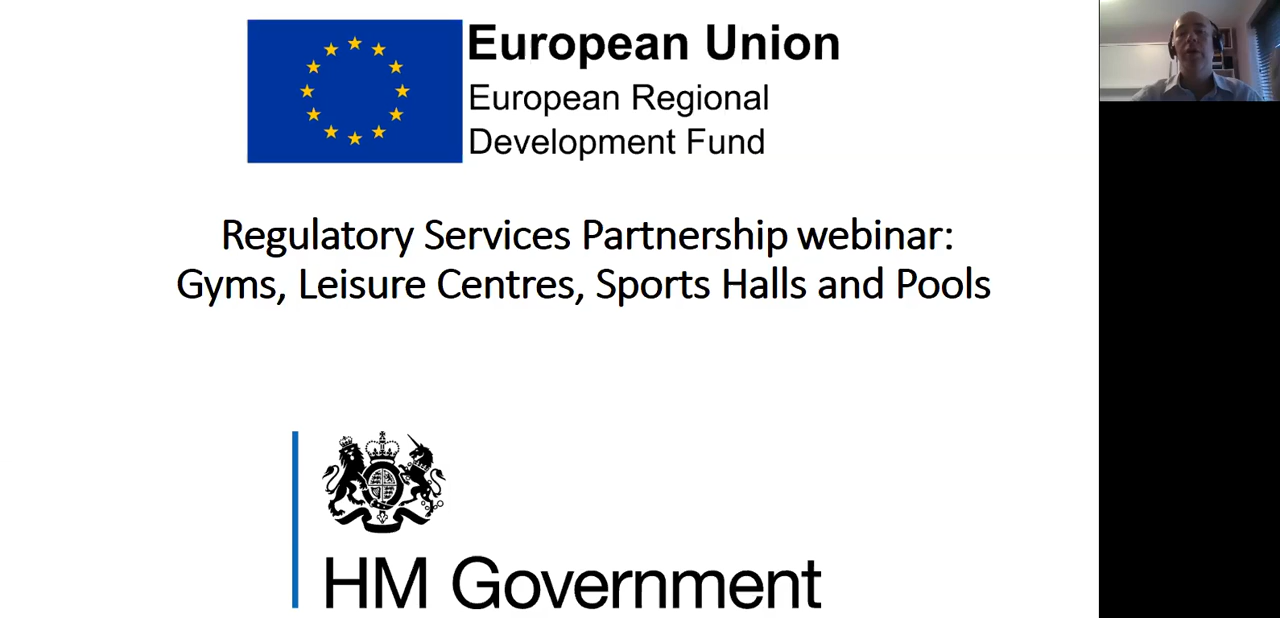 European Union
European Regional
Development Fund
Regulatory Services Partnership webinar:
Gyms, Leisure Centres, Sports Halls and Pools
HM Government